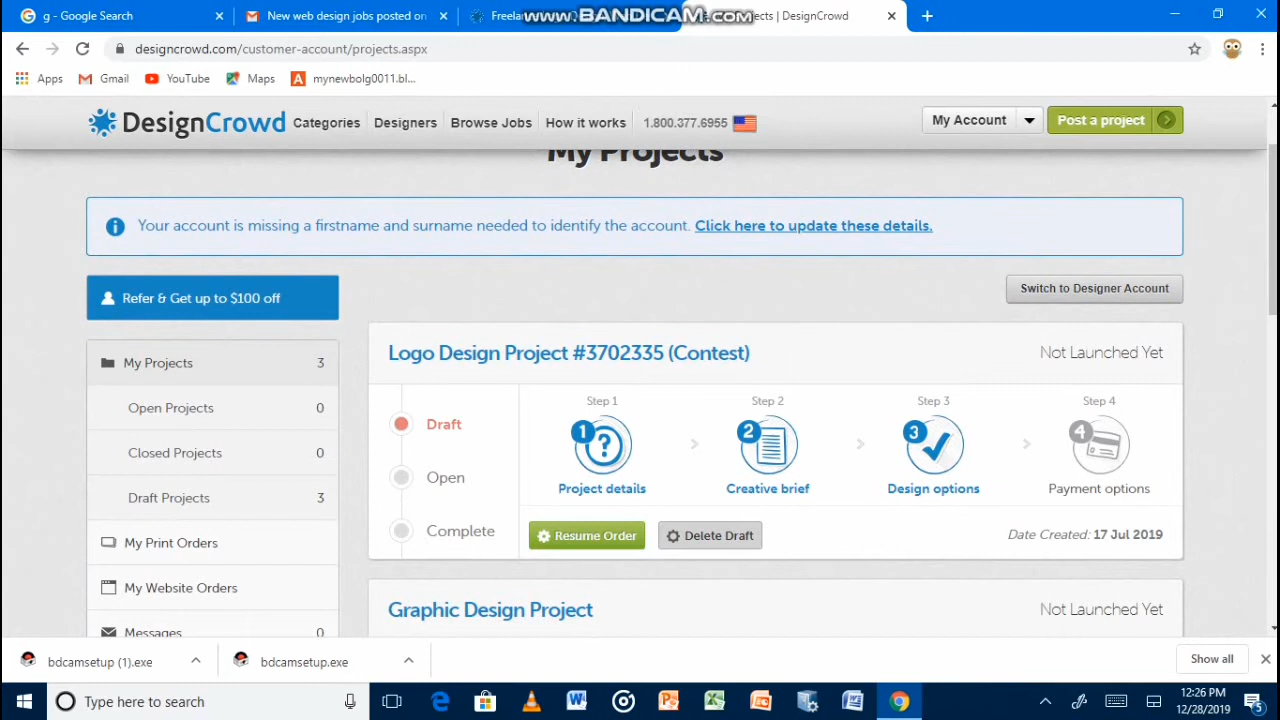 g - Google Search
New web design jobs posted on
Freelan
www.BANDICAM.com
jects | DesignCrowd
designcrowd.com/customer-account/projects.aspx
Apps
Gmail
YouTube
Maps
mynewbolg0011.bl...
DesignCrowd
Categories
Designers
Browse Jobs
How it works
1.800.377.6955
My Account
Post a project
My Projects
Your account is missing a firstname and surname needed to identify the account. Click here to update these details.
Refer & Get up to $100 off
Switch to Designer Account
My Projects 3
Open Projects 0
Closed Projects 0
Draft Projects 3
My Print Orders
My Website Orders
Messages 0
Logo Design Project #3702335 (Contest)
Not Launched Yet
Draft
Open
Complete
Step 1
Step 2
Step 3
Step 4
1
2
3
4
Project details
Creative brief
Design options
Payment options
Resume Order
Delete Draft
Date Created: 17 Jul 2019
Graphic Design Project
Not Launched Yet
bdcamsetup (1).exe
bdcamsetup.exe
Show all
Type here to search
12:26 PM
12/28/2019
5